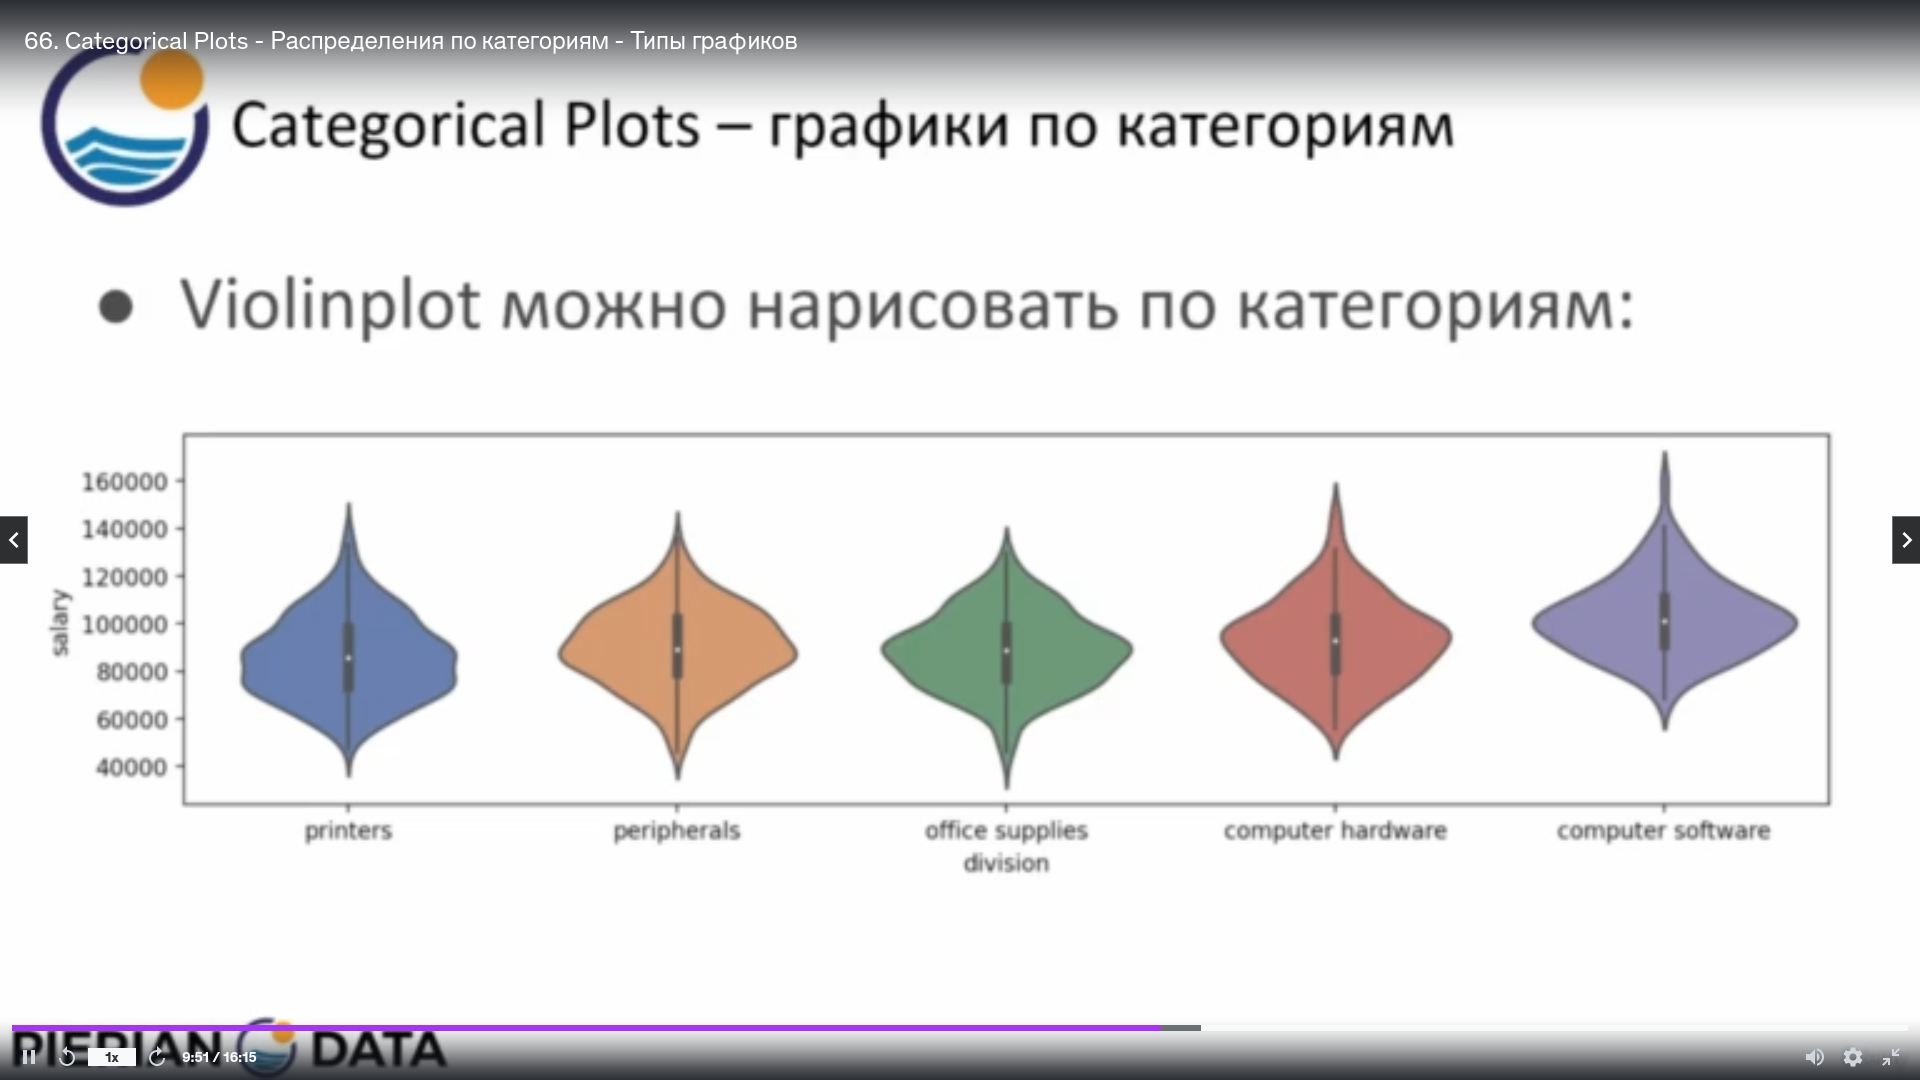 66. Categorical Plots - Распределения по категориям - Типы графиков
Categorical Plots – графики по категориям
● Violinplot можно нарисовать по категориям:
160000
140000
120000
100000
80000
60000
40000
salary
printers
peripherals
office supplies
computer hardware
computer software
division
PIERIAN DATA
1x
9:51 / 16:15